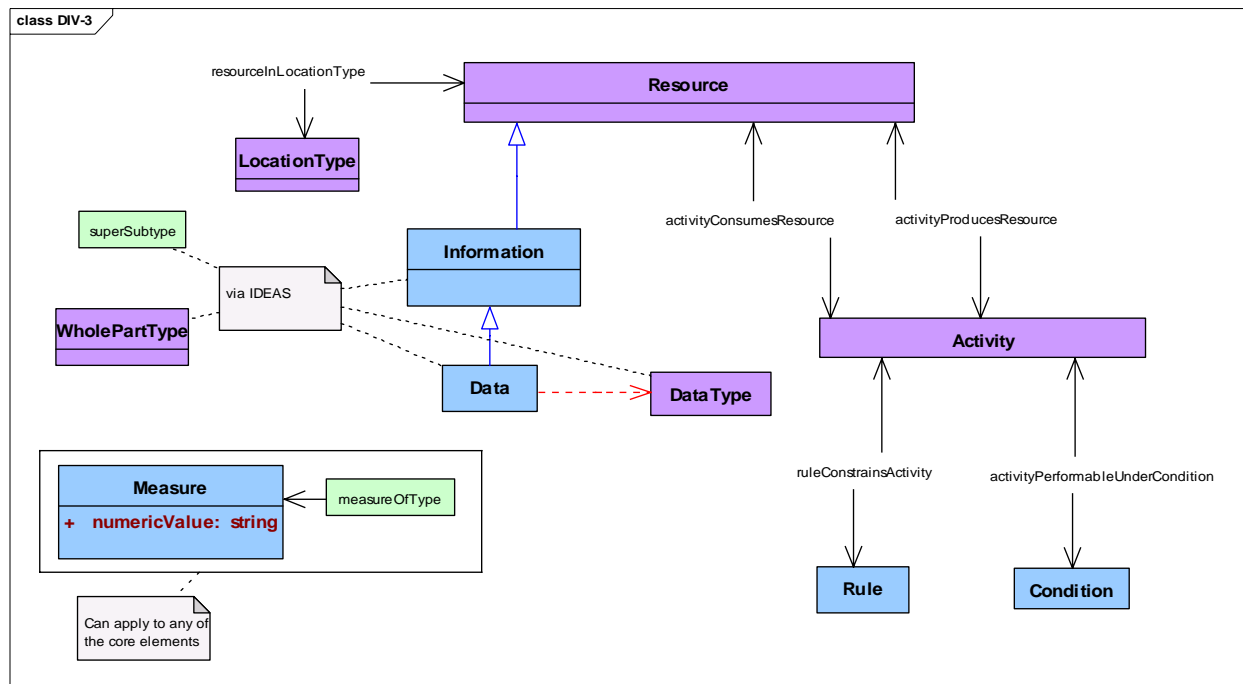 class DIV-3
resourceInLocationType
Resource
LocationType
superSubtype
activityConsumesResource
activityProducesResource
Information
via IDEAS
WholePartType
Activity
Data
DataType
ruleConstrainsActivity
activityPerformableUnderCondition
Measure
measureOfType
+ numericValue: string
Rule
Condition
Can apply to any of
the core elements